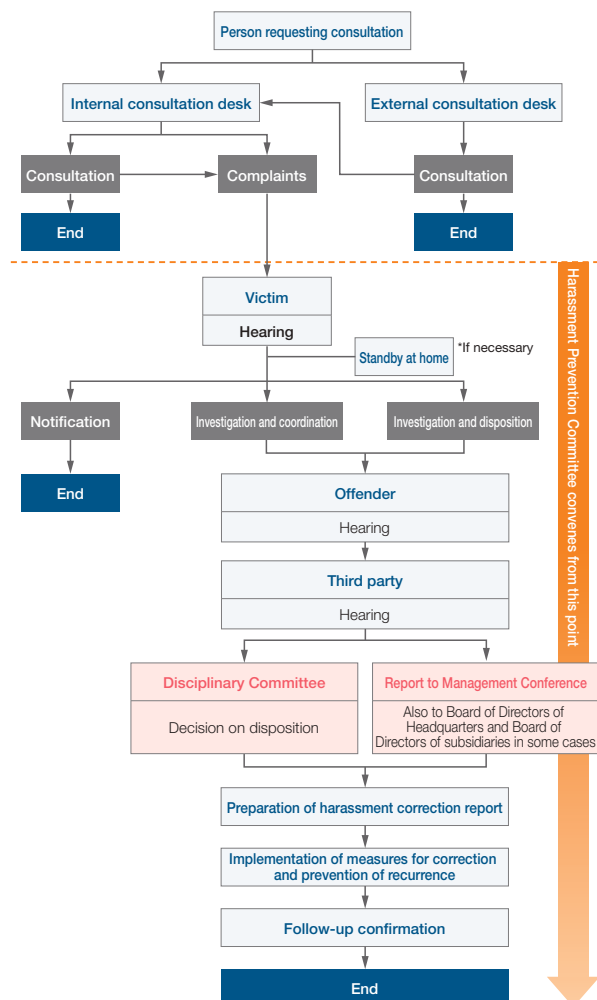 Person requesting consultation
Internal consultation desk
External consultation desk
Consultation
Complaints
Consultation
End
End
Harassment Prevention Committee convenes from this point
Victim
Hearing
Standby at home
*If necessary
Notification
Investigation and coordination
Investigation and disposition
End
Offender
Hearing
Third party
Hearing
Disciplinary Committee
Decision on disposition
Report to Management Conference
Also to Board of Directors of
Headquarters and Board of
Directors of subsidiaries in some cases
Preparation of harassment correction report
Implementation of measures for correction
and prevention of recurrence
Follow-up confirmation
End